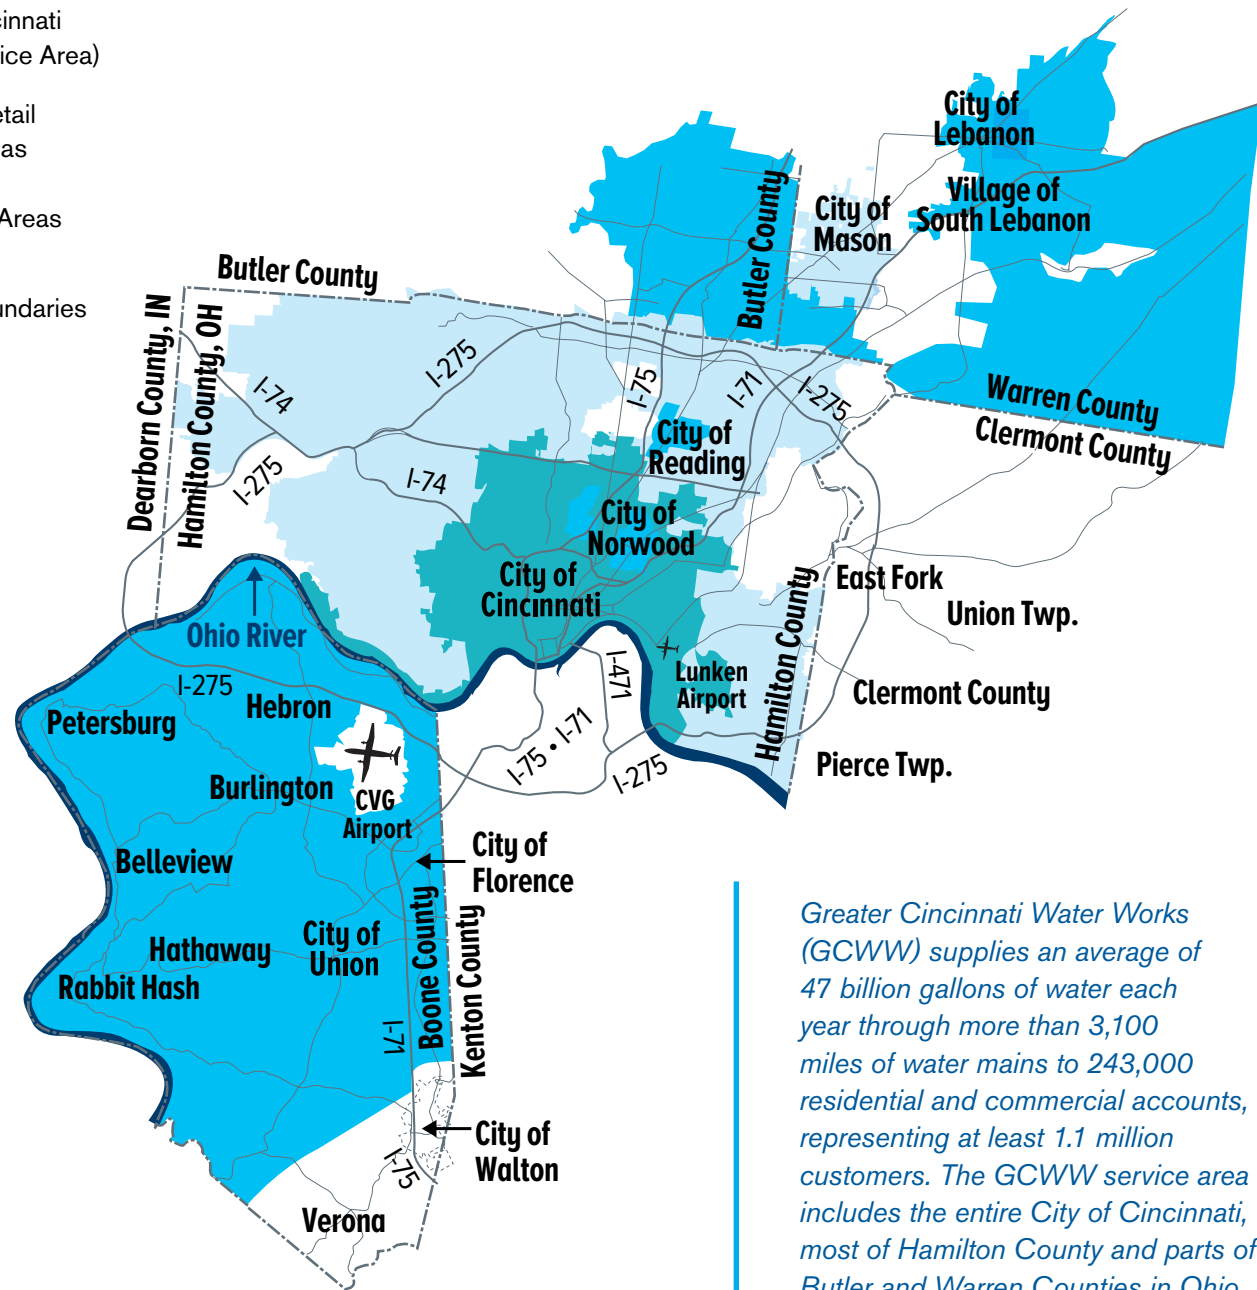 cinnati
ice Area)
etail
as
Areas
undaries
City of
Lebanon
Village of
South Lebanon
City of
Mason
Butler County
Butler County
Dearborn County, IN
Hamilton County, OH
I-275
I-74
I-75
I-71
I-275
Warren County
Clermont County
City of
Reading
I-275
I-74
City of
Norwood
City of
Cincinnati
East Fork
Union Twp.
Hamilton County
Ohio River
I-275
Hebron
Petersburg
I-471
Lunken
Airport
Clermont County
I-75 • I-71
I-275
Pierce Twp.
Burlington
CVG
Airport
Belleview
City of
Florence
Boone County
Kenton County
Hathaway
City of
Union
Rabbit Hash
I-71
City of
Walton
I-75
Verona
Greater Cincinnati Water Works
(GCWW) supplies an average of
47 billion gallons of water each
year through more than 3,100
miles of water mains to 243,000
residential and commercial accounts,
representing at least 1.1 million
customers. The GCWW service area
includes the entire City of Cincinnati,
most of Hamilton County and parts of
Butler and Warren Counties in Ohio